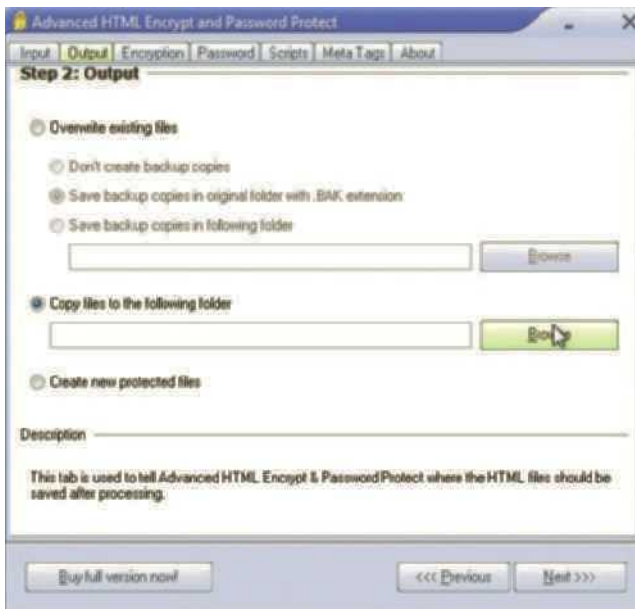 Advanced HTML Encrypt and Password Protect
Input Output Encryption Password Scripts Meta Tags About
Step 2: Output
Overwrite existing files
Don't create backup copies
Save backup copies in original folder with .BAK extension
Save backup copies in following folder
Browse
Copy files to the following folder
Browse
Create new protected files
Description
This tab is used to tell Advanced HTML Encrypt & Password Protect where the HTML files should be
saved after processing.
Buy full version now! <<< Previous Next >>>